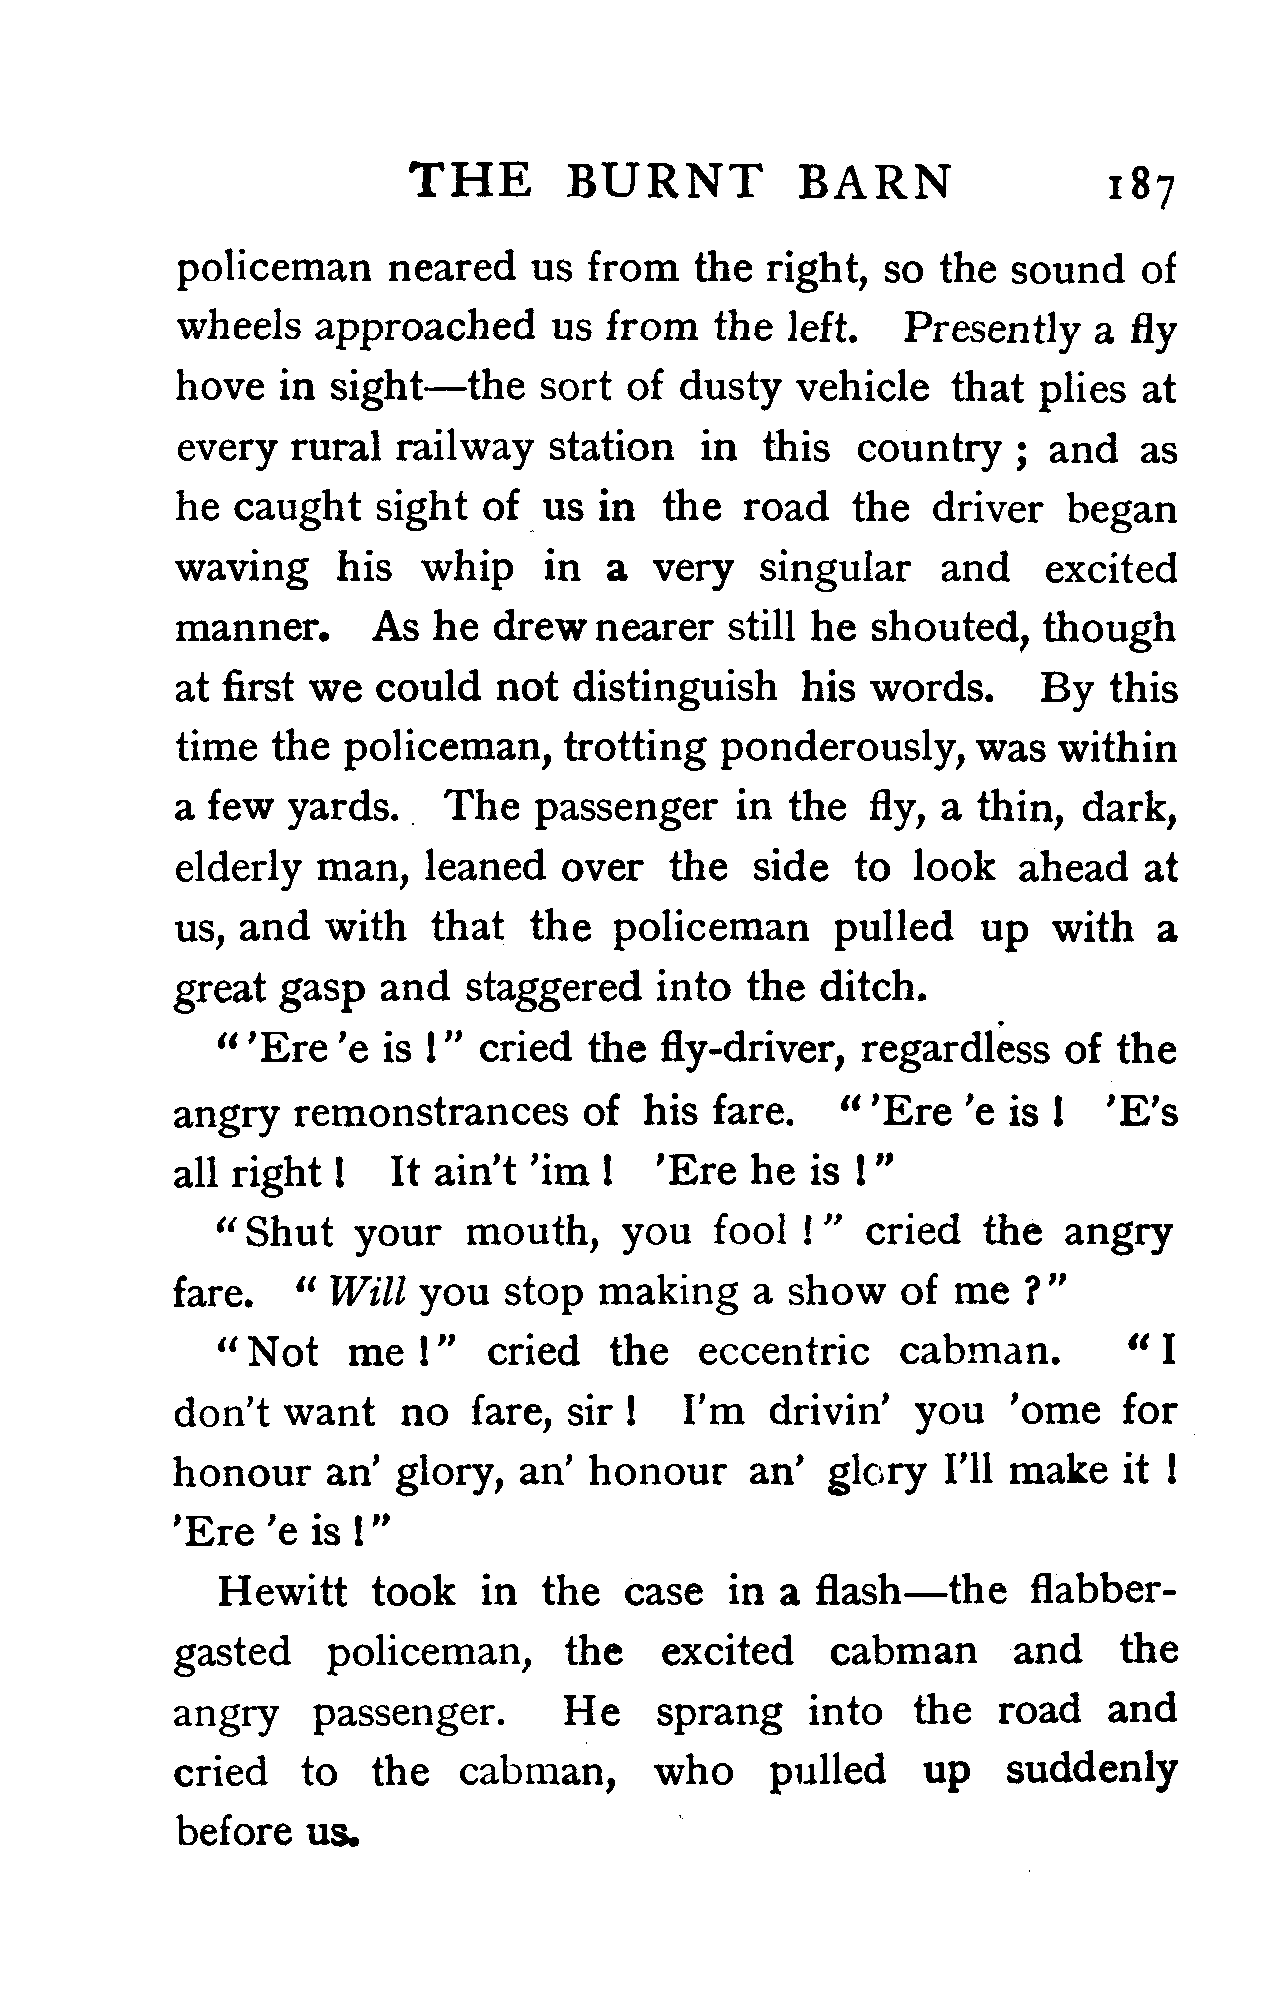 THE BURNT BARN 187
policeman neared us from the right, so the sound of
wheels approached us from the left. Presently a fly
hove in sight—the sort of dusty vehicle that plies at
every rural railway station in this country ; and as
he caught sight of us in the road the driver began
waving his whip in a very singular and excited
manner. As he drew nearer still he shouted, though
at first we could not distinguish his words. By this
time the policeman, trotting ponderously, was within
a few yards. The passenger in the fly, a thin, dark,
elderly man, leaned over the side to look ahead at
us, and with that the policeman pulled up with a
great gasp and staggered into the ditch.
“ 'Ere 'e is !” cried the fly-driver, regardless of the
angry remonstrances of his fare. “ 'Ere 'e is ! 'E's
all right ! It ain't 'im ! 'Ere he is !”
“Shut your mouth, you fool !” cried the angry
fare. “ Will you stop making a show of me ?”
“Not me !” cried the eccentric cabman. “ I
don't want no fare, sir ! I'm drivin' you 'ome for
honour an' glory, an' honour an' glory I'll make it !
'Ere 'e is !”
Hewitt took in the case in a flash—the flabber-
gasted policeman, the excited cabman and the
angry passenger. He sprang into the road and
cried to the cabman, who pulled up suddenly
before us.